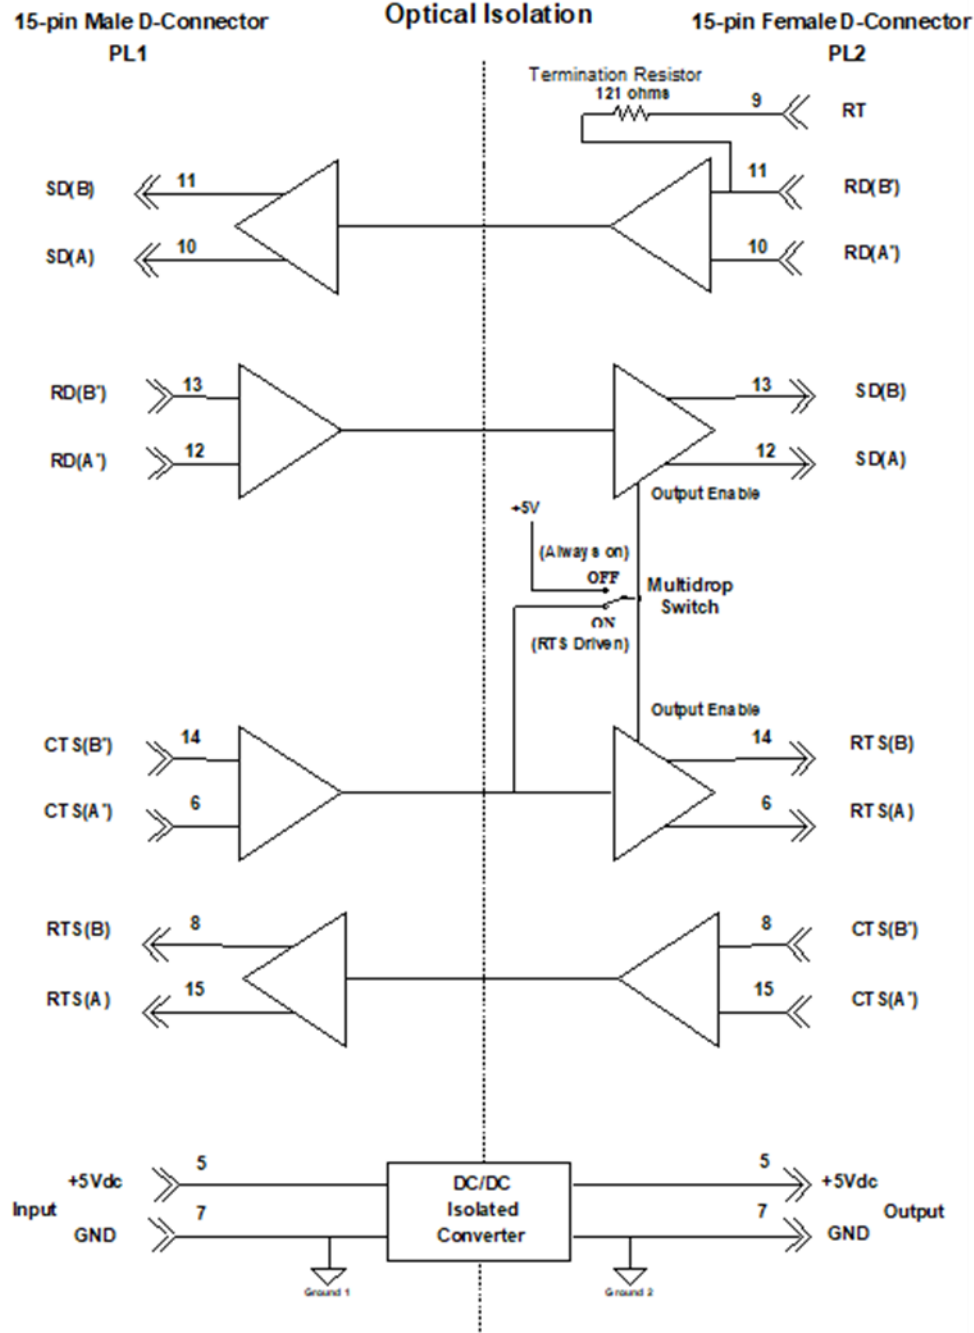 15-pin Male D-Connector
PL1
Optical Isolation
15-pin Female D-Connector
PL2
Termination Resistor
121 ohms
9
RT
SD(B)
11
11
RD(B')
SD(A)
10
10
RD(A')
RD(B')
13
13
SD(B)
RD(A')
12
12
SD(A)
Output Enable
+5V
(Always on)
OFF
Multidrop
Switch
ON
(RTS Driven)
Output Enable
CTS(B')
14
14
RTS(B)
CTS(A')
6
6
RTS(A)
RTS(B)
8
8
CTS(B')
RTS(A)
15
15
CTS(A')
+5Vdc
5
DC/DC
Isolated
Converter
5
+5Vdc
Input
Output
GND
7
7
GND
Ground 1
Ground 2